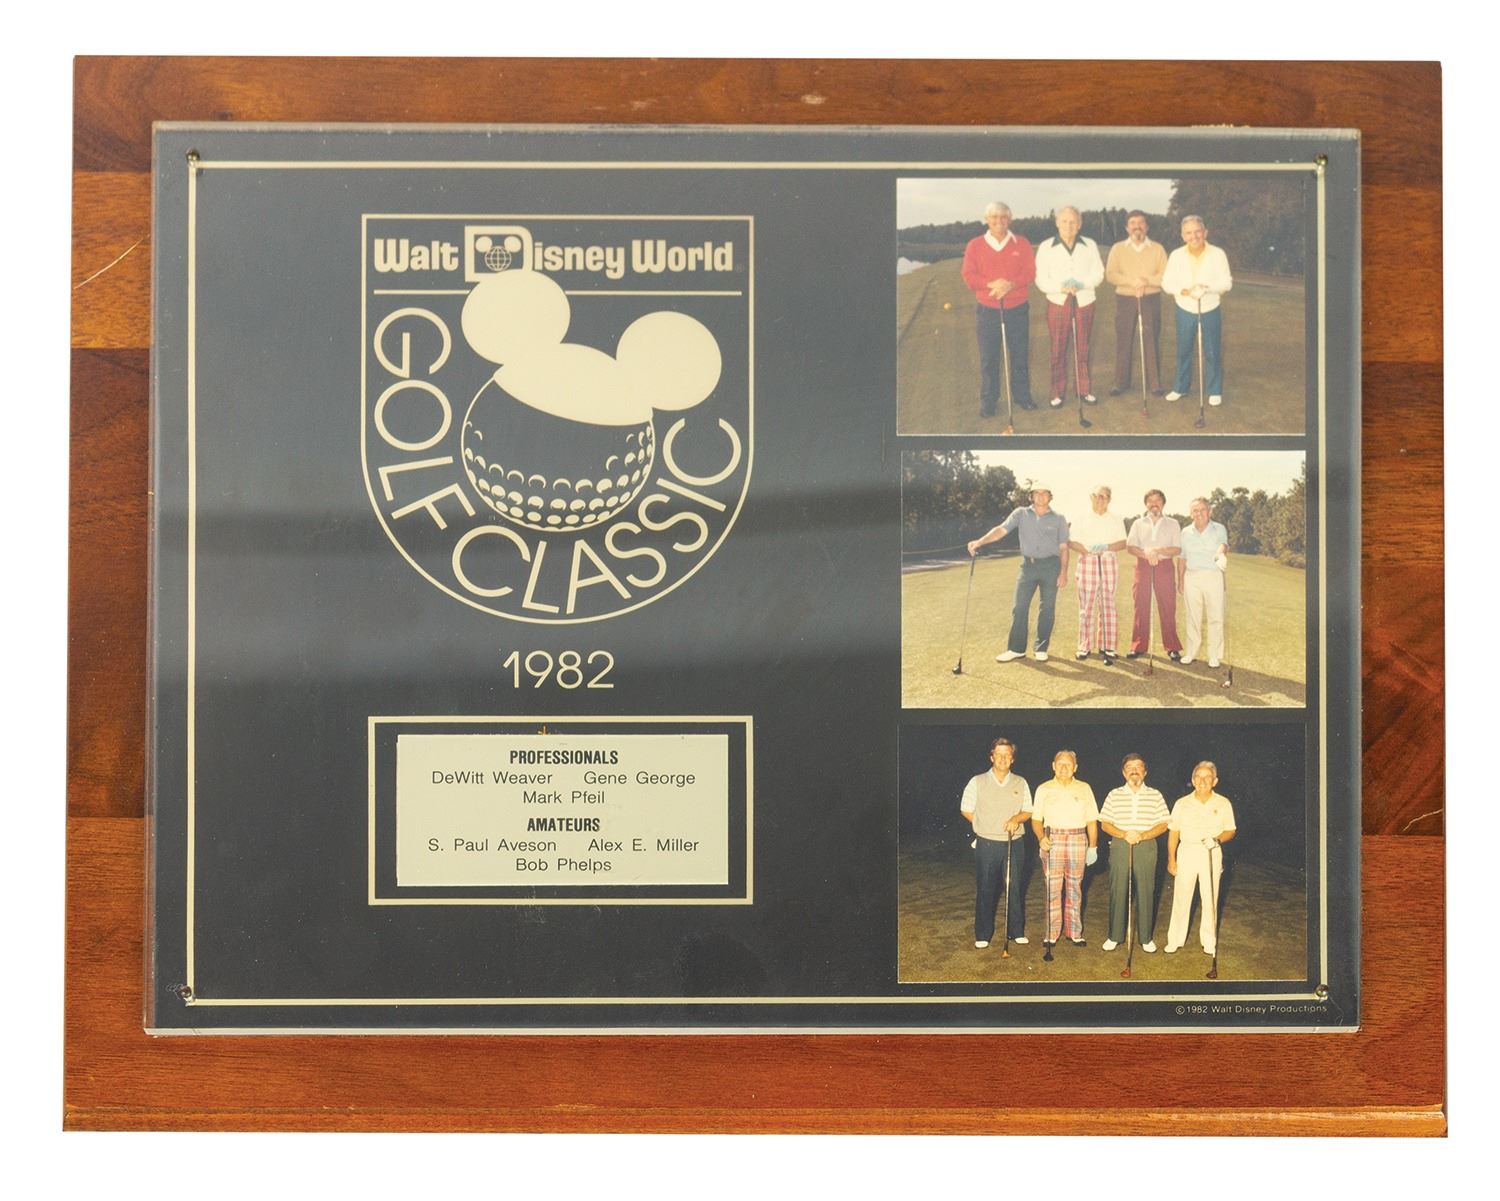 Walt Disney World
GOLF CLASSIC
1982
PROFESSIONALS
DeWitt Weaver Gene George
Mark Pfeil
AMATEURS
S. Paul Aveson Alex E. Miller
Bob Phelps
©1982 Walt Disney Productions